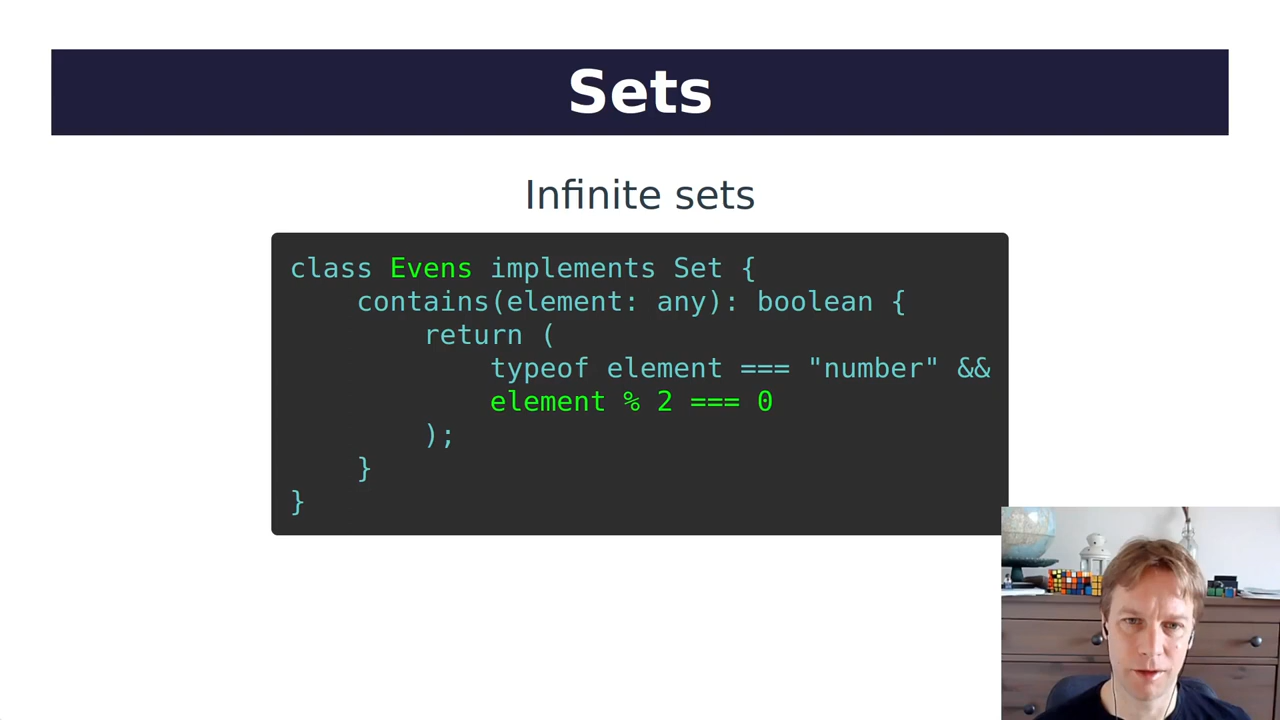 Sets
Infinite sets
class Evens implements Set {
    contains(element: any): boolean {
        return (
            typeof element === "number" &&
            element % 2 === 0
        );
    }
}